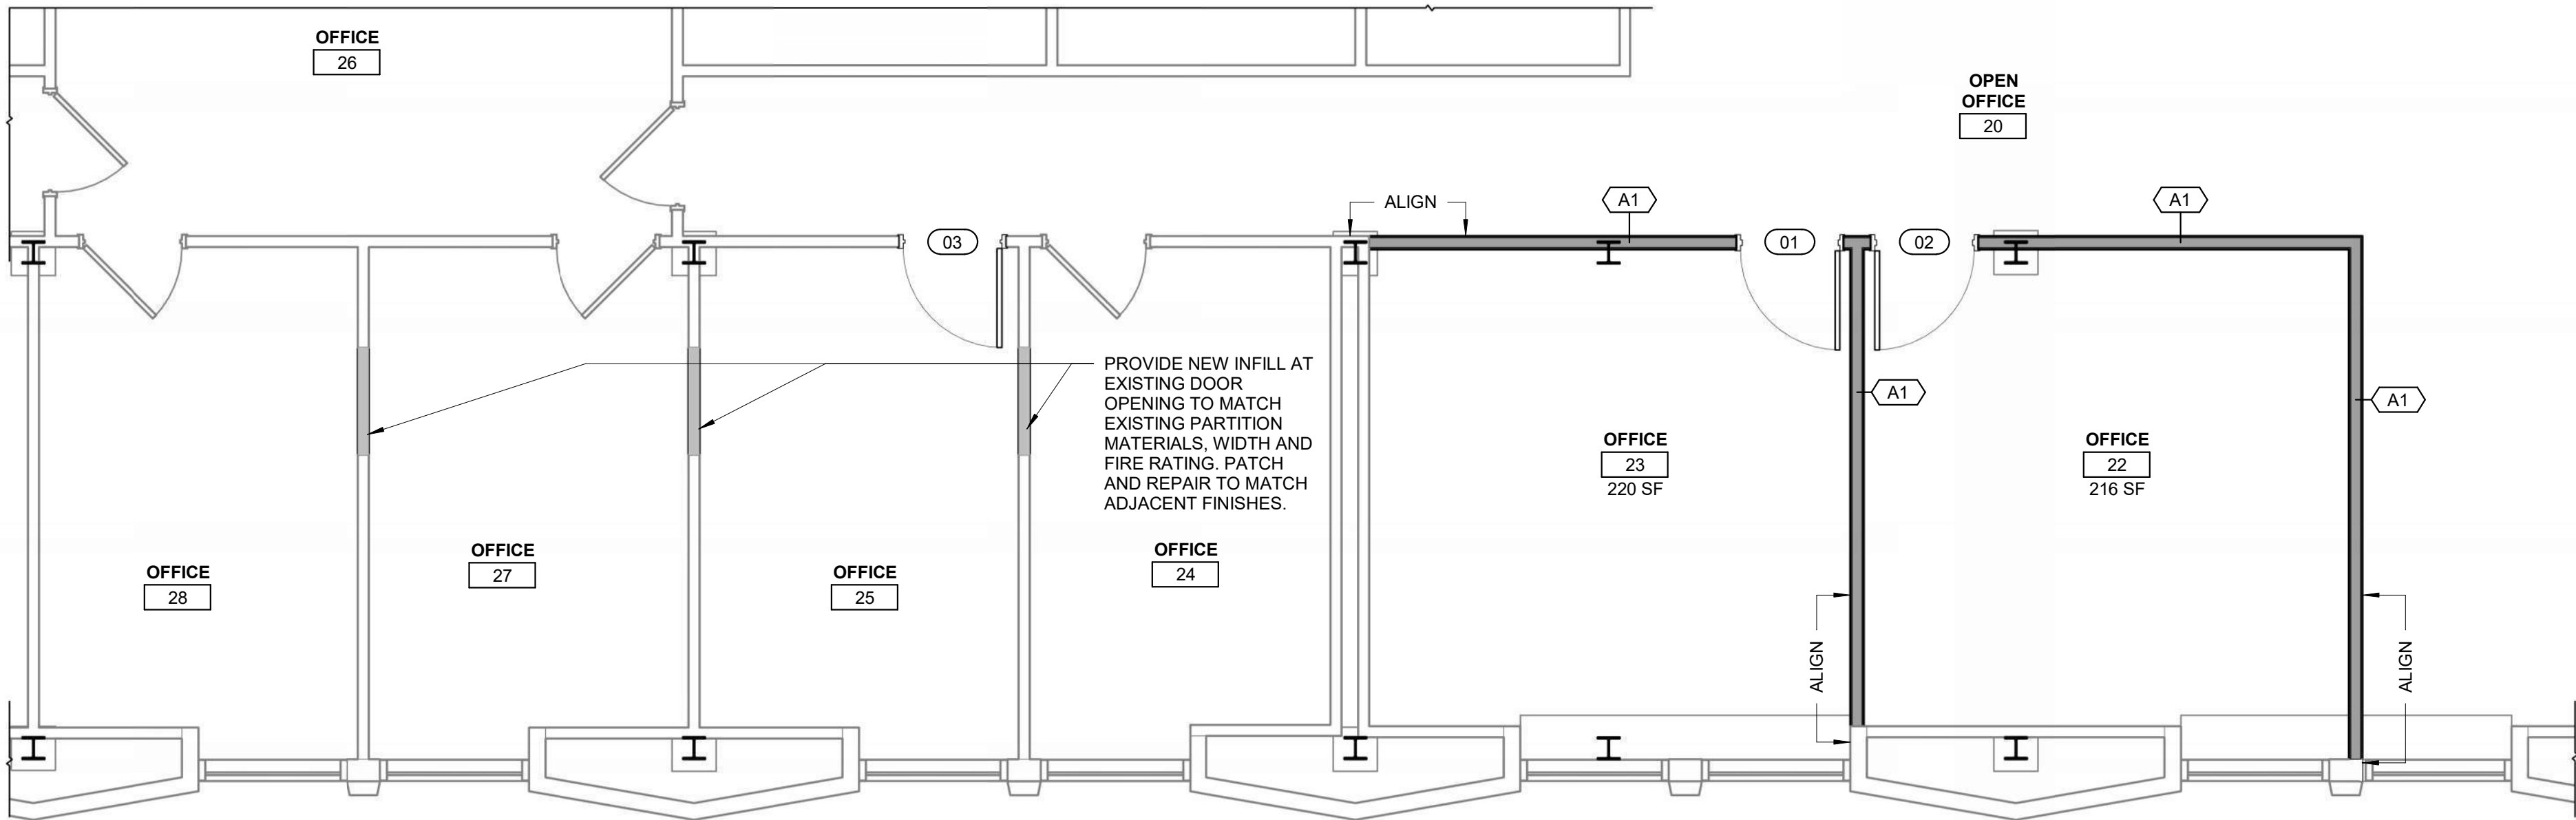 OFFICE
26
OPEN
OFFICE
20
ALIGN
A1
A1
03
01
02
PROVIDE NEW INFILL AT
EXISTING DOOR
OPENING TO MATCH
EXISTING PARTITION
MATERIALS, WIDTH AND
FIRE RATING. PATCH
AND REPAIR TO MATCH
ADJACENT FINISHES.
A1
A1
OFFICE
23
220 SF
OFFICE
22
216 SF
OFFICE
28
OFFICE
27
OFFICE
25
OFFICE
24
ALIGN
ALIGN